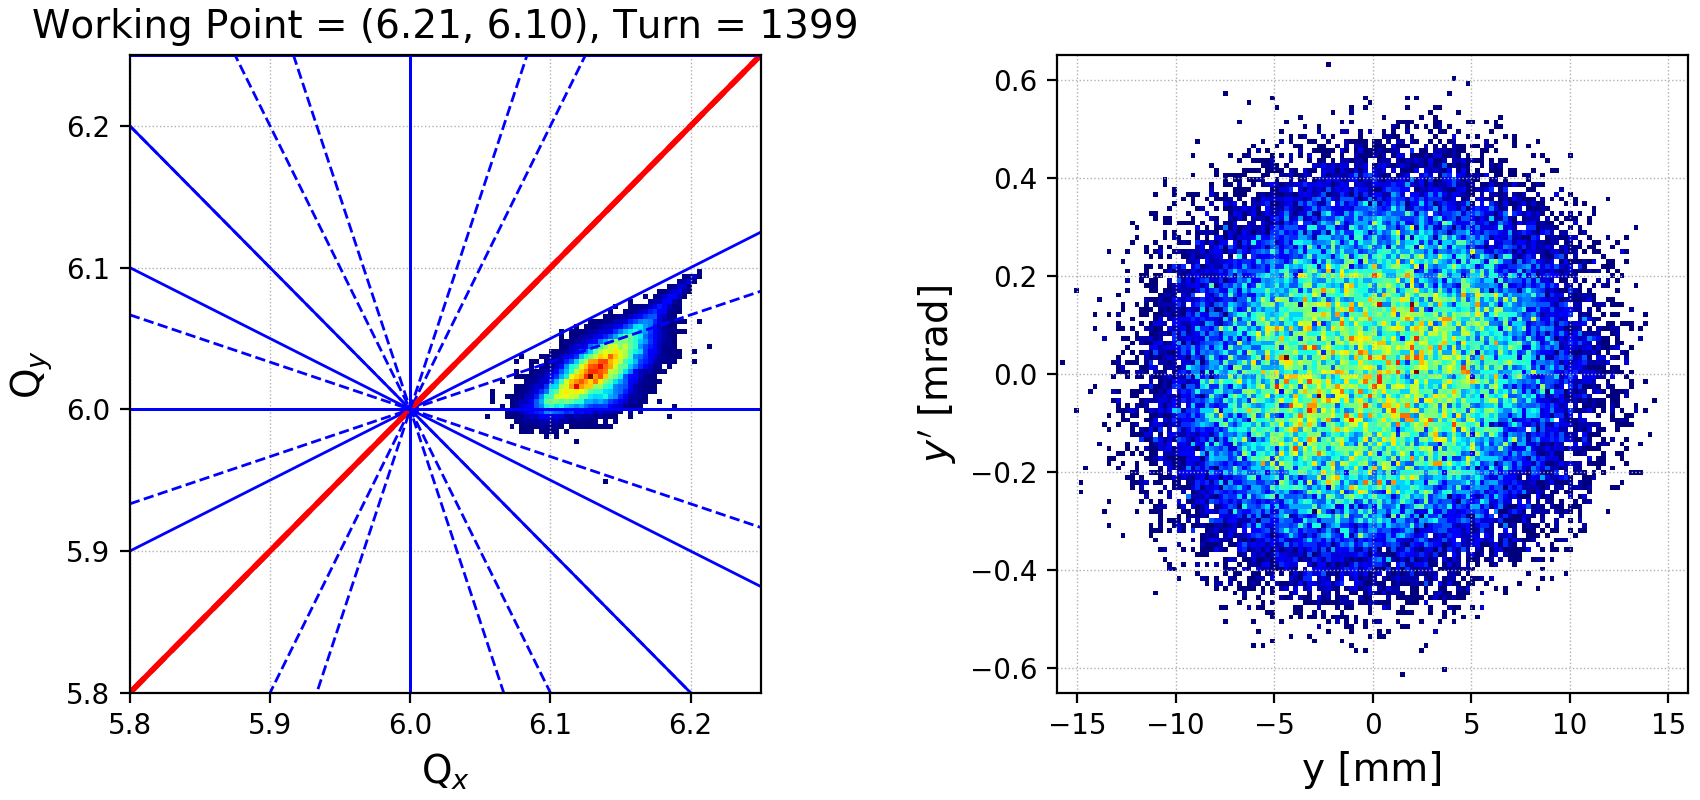 Working Point = (6.21, 6.10), Turn = 1399
6.2
6.1
6.0
5.9
5.8
Q_y
5.8 5.9 6.0 6.1 6.2
Q_x
0.6
0.4
0.2
0.0
−0.2
−0.4
−0.6
y′ [mrad]
−15 −10 −5 0 5 10 15
y [mm]